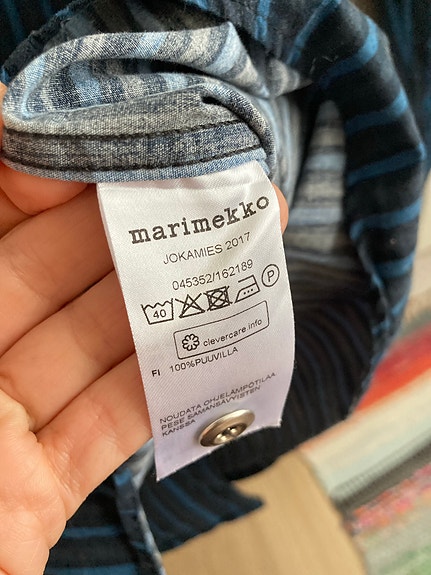 marimekko
JOKAMIES 2017
045352/162189
40 P
clevercare.info
FI 100%PUUVILLA
NOUDATA OHJELÄMPÖTILAA
PESE SAMANSÄVYISTEN
KANSSA